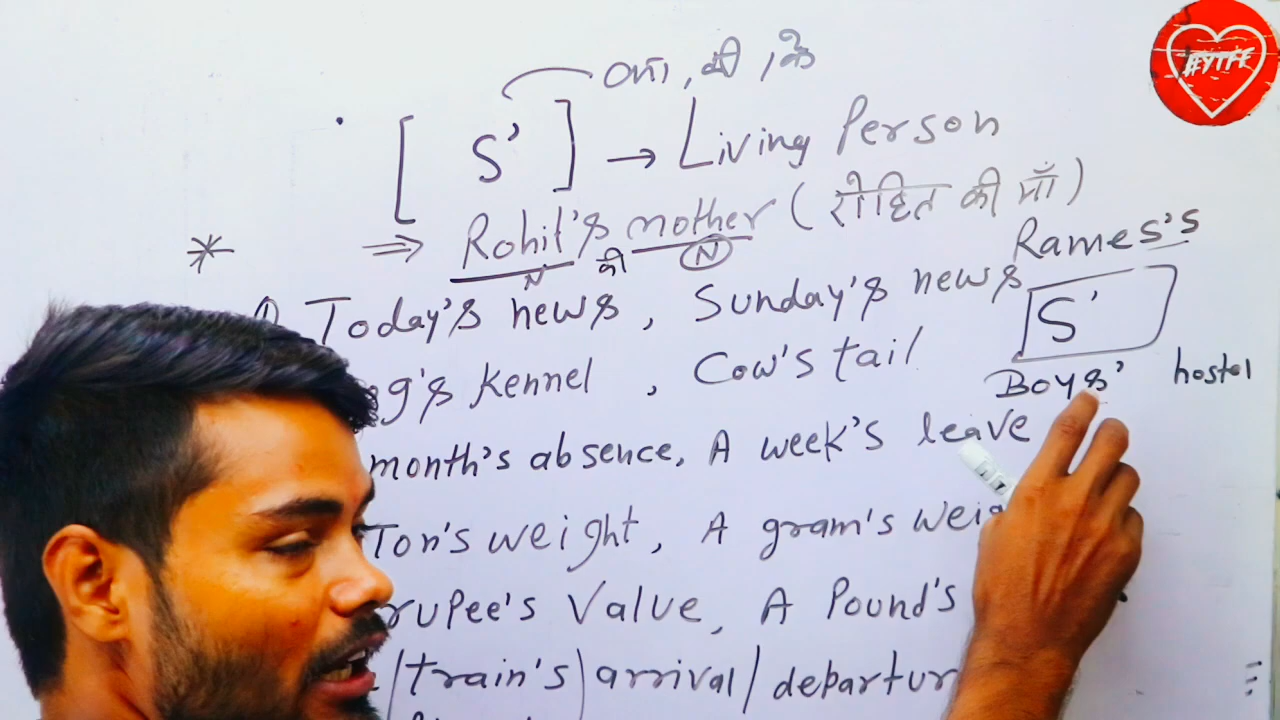 का, की, के
[ S' ] → Living Person
* ⇒ Rohit's mother (रोहित की माँ)
N की N
Rames's
Today's news, Sunday's news
S'
g's kennel, Cow's tail
Boys' hostel
month's absence, A week's leave
Ton's weight, A gram's weig
rupee's Value, A Pound's
/train's/arrival/departur
#YTFF